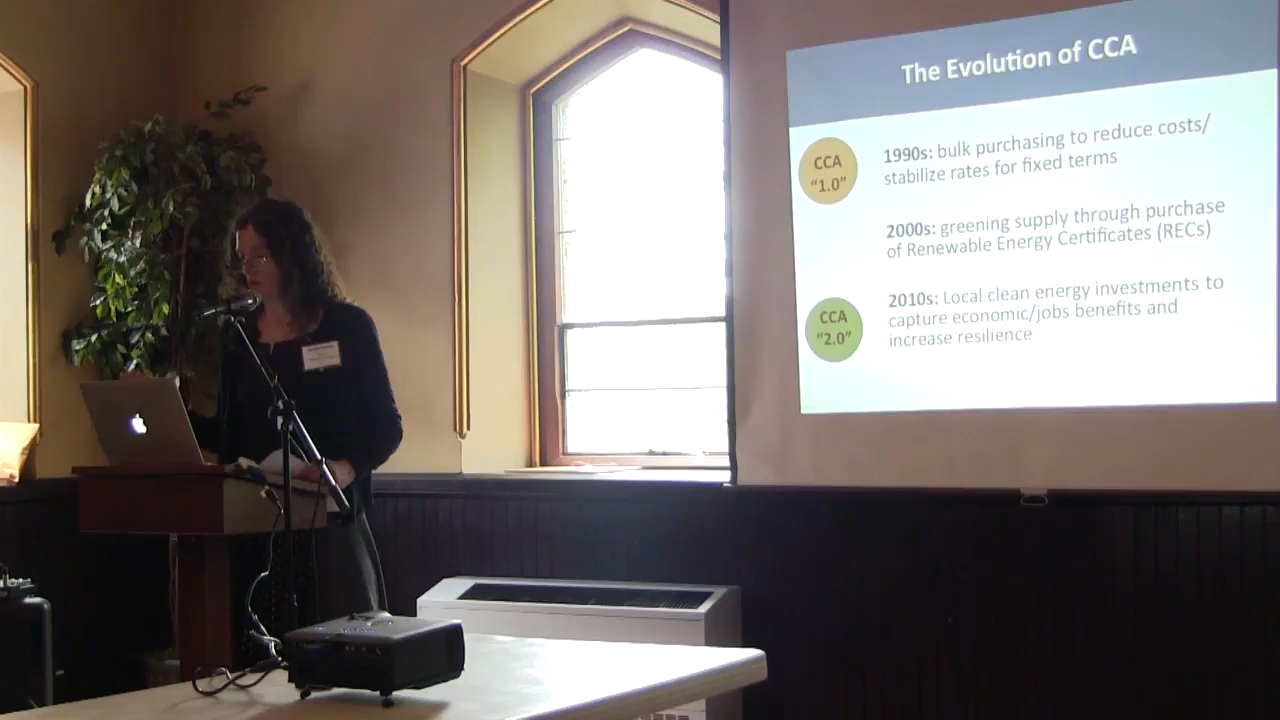 The Evolution of CCA
CCA
“1.0”
1990s: bulk purchasing to reduce costs/
stabilize rates for fixed terms
2000s: greening supply through purchase
of Renewable Energy Certificates (RECs)
CCA
“2.0”
2010s: Local clean energy investments to
capture economic/jobs benefits and
increase resilience